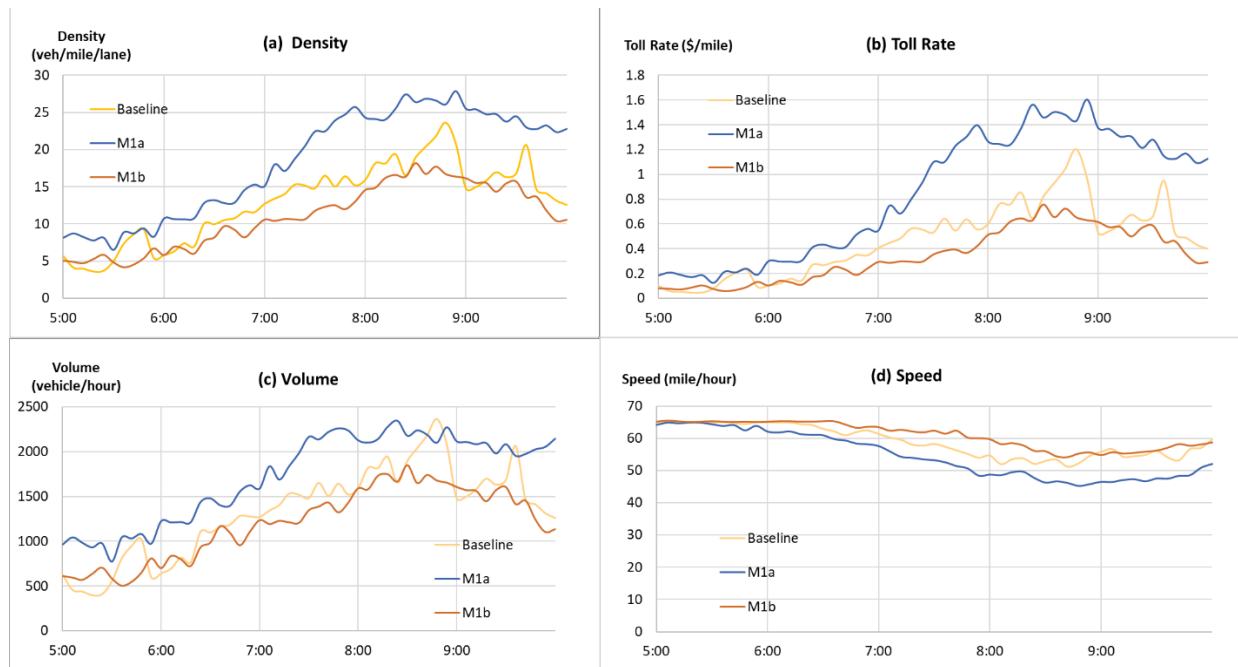 Density
(veh/mile/lane)
(a) Density
30
25
20
15
10
5
0
Baseline
M1a
M1b
5:00 6:00 7:00 8:00 9:00
Toll Rate ($/mile)
(b) Toll Rate
1.8
1.6
1.4
1.2
1
0.8
0.6
0.4
0.2
0
Baseline
M1a
M1b
5:00 6:00 7:00 8:00 9:00
Volume
(vehicle/hour)
(c) Volume
2500
2000
1500
1000
500
0
Baseline
M1a
M1b
5:00 6:00 7:00 8:00 9:00
Speed (mile/hour)
(d) Speed
70
60
50
40
30
20
10
0
Baseline
M1a
M1b
5:00 6:00 7:00 8:00 9:00